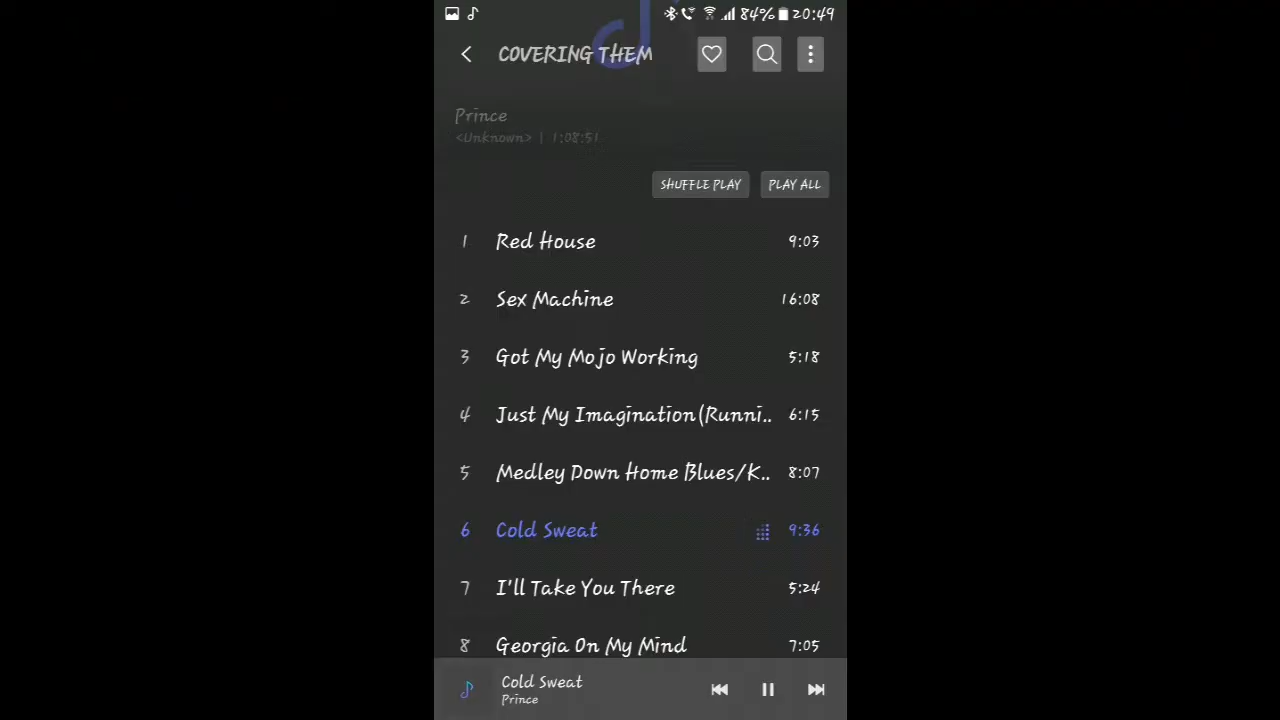 84% 20:49
COVERING THEM
Prince
<Unknown> | 1:08:51
SHUFFLE PLAY PLAY ALL
1 Red House 9:03
2 Sex Machine 16:08
3 Got My Mojo Working 5:18
4 Just My Imagination(Runni.. 6:15
5 Medley Down Home Blues/K.. 8:07
6 Cold Sweat 9:36
7 I'll Take You There 5:24
8 Georgia On My Mind 7:05
Cold Sweat
Prince